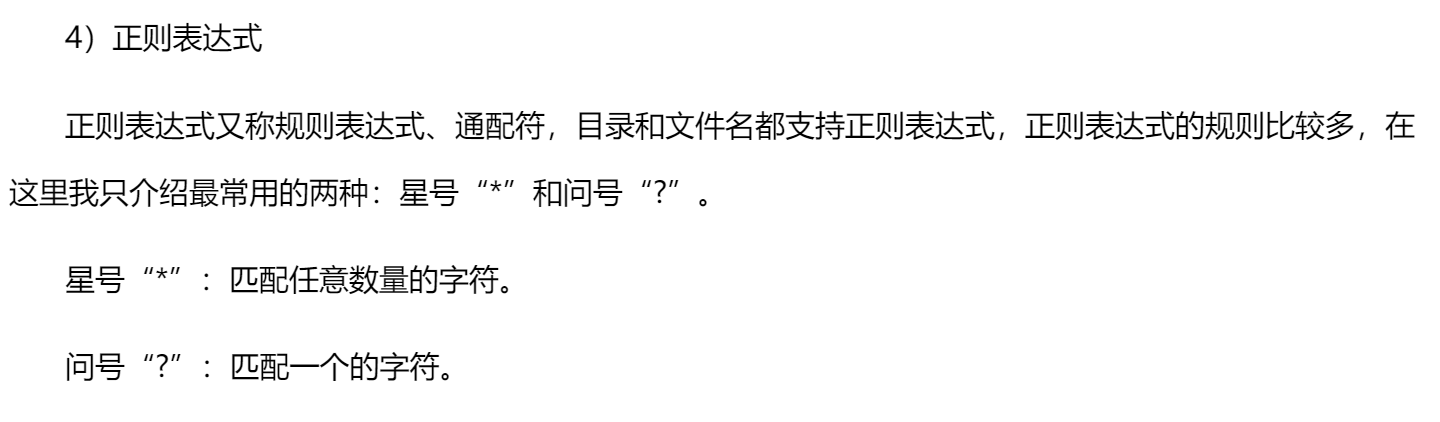 4）正则表达式
正则表达式又称规则表达式、通配符，目录和文件名都支持正则表达式，正则表达式的规则比较多，在
这里我只介绍最常用的两种：星号“*”和问号“?”。
星号“*”：匹配任意数量的字符。
问号“?”：匹配一个的字符。